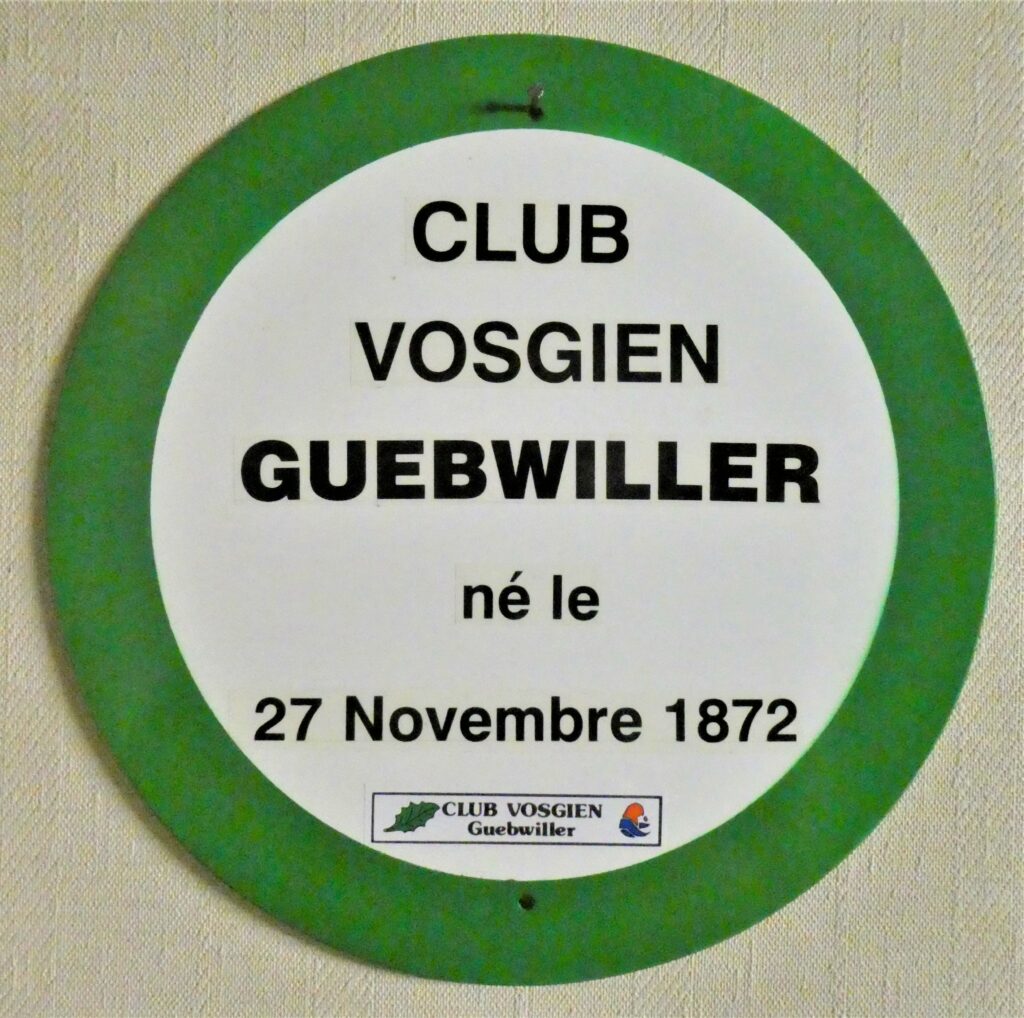 CLUB
VOSGIEN
GUEBWILLER
né le
27 Novembre 1872
CLUB VOSGIEN
Guebwiller